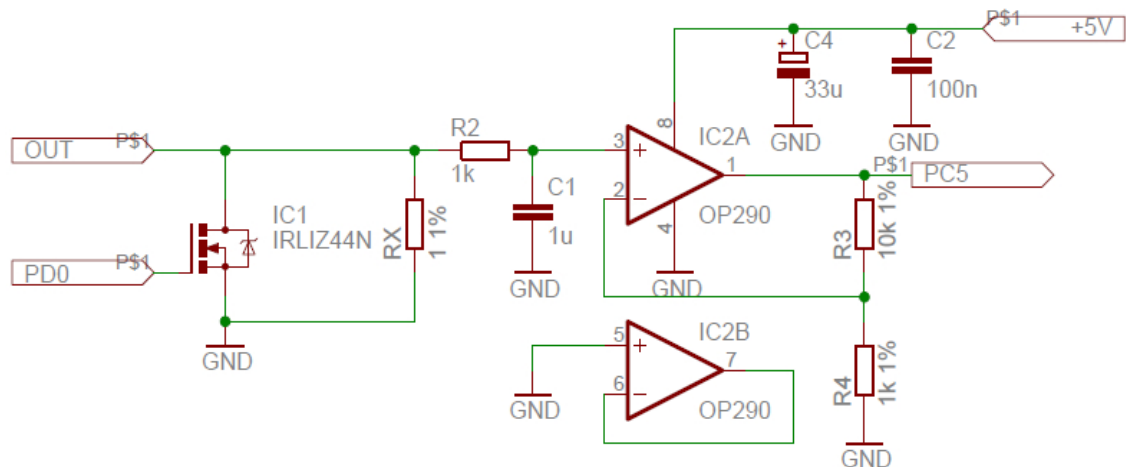 P$1
+5V
C4
+
33u
GND
C2
100n
GND
OUT
P$1
R2
1k
C1
1u
GND
3
+
2
−
8
4
1
IC2A
OP290
GND
P$1
PC5
IC1
IRLIZ44N
RX
1 1%
PD0
P$1
GND
R3
10k 1%
5
+
6
−
7
IC2B
OP290
GND
R4
1k 1%
GND